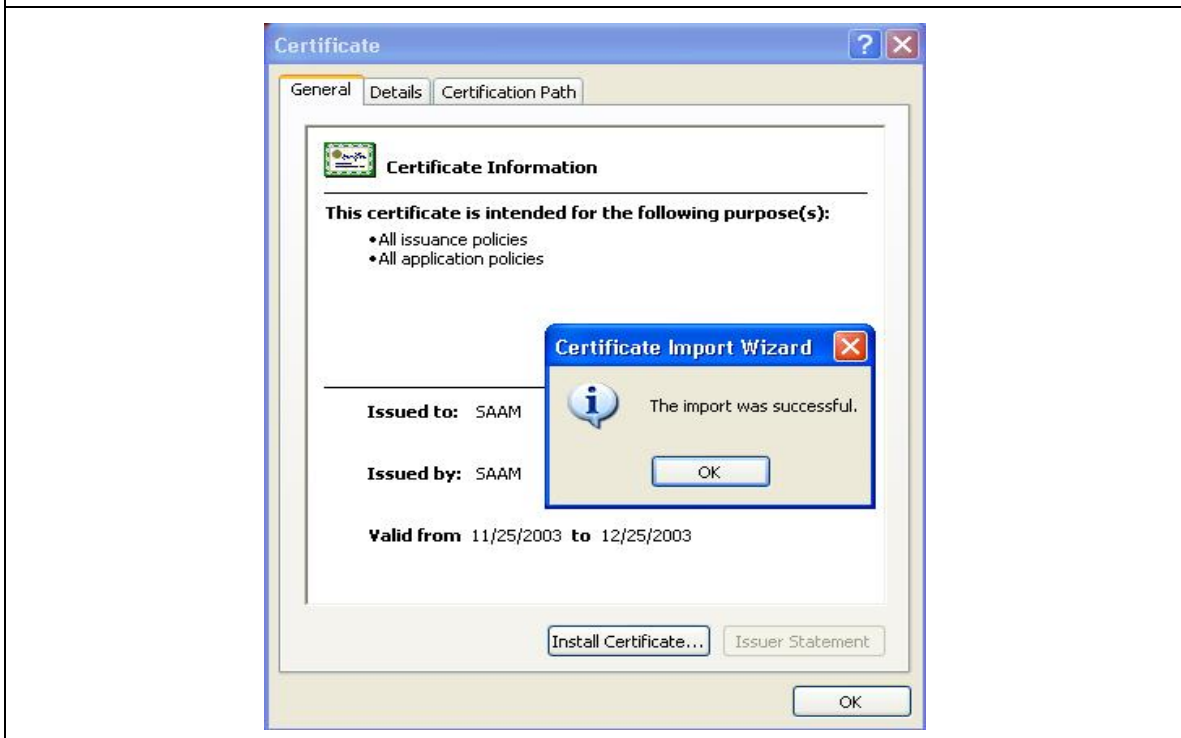 Certificate
General Details Certification Path
Certificate Information
This certificate is intended for the following purpose(s):
•All issuance policies
•All application policies
Certificate Import Wizard
The import was successful.
OK
Issued to: SAAM
Issued by: SAAM
Valid from 11/25/2003 to 12/25/2003
Install Certificate... Issuer Statement
OK